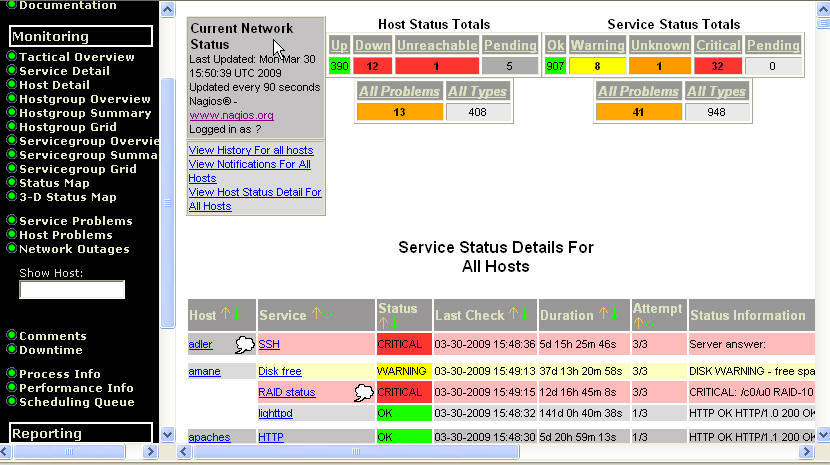 Documentation
Monitoring
Tactical Overview
Service Detail
Host Detail
Hostgroup Overview
Hostgroup Summary
Hostgroup Grid
Servicegroup Overvie
Servicegroup Summa
Servicegroup Grid
Status Map
3-D Status Map
Service Problems
Host Problems
Network Outages
Show Host:
Comments
Downtime
Process Info
Performance Info
Scheduling Queue
Reporting
Current Network
Status
Last Updated: Mon Mar 30
15:50:39 UTC 2009
Updated every 90 seconds
Nagios® -
www.nagios.org
Logged in as ?
View History For all hosts
View Notifications For All
Hosts
View Host Status Detail For
All Hosts
Host Status Totals
Up Down Unreachable Pending
390 12 1 5
All Problems All Types
13 408
Service Status Totals
Ok Warning Unknown Critical Pending
907 8 1 32 0
All Problems All Types
41 948
Service Status Details For
All Hosts
Host Service Status Last Check Duration Attempt Status Information
adler SSH CRITICAL 03-30-2009 15:48:36 5d 15h 25m 46s 3/3 Server answer:
amane Disk free WARNING 03-30-2009 15:49:13 37d 13h 20m 58s 3/3 DISK WARNING - free spa
RAID status CRITICAL 03-30-2009 15:49:15 12d 16h 45m 8s 3/3 CRITICAL: /c0/u0 RAID-10
lighttpd OK 03-30-2009 15:48:32 141d 0h 40m 38s 1/3 HTTP OK HTTP/1.0 200 OK
apaches HTTP OK 03-30-2009 15:48:30 5d 20h 59m 13s 1/3 HTTP OK HTTP/1.1 200 OK